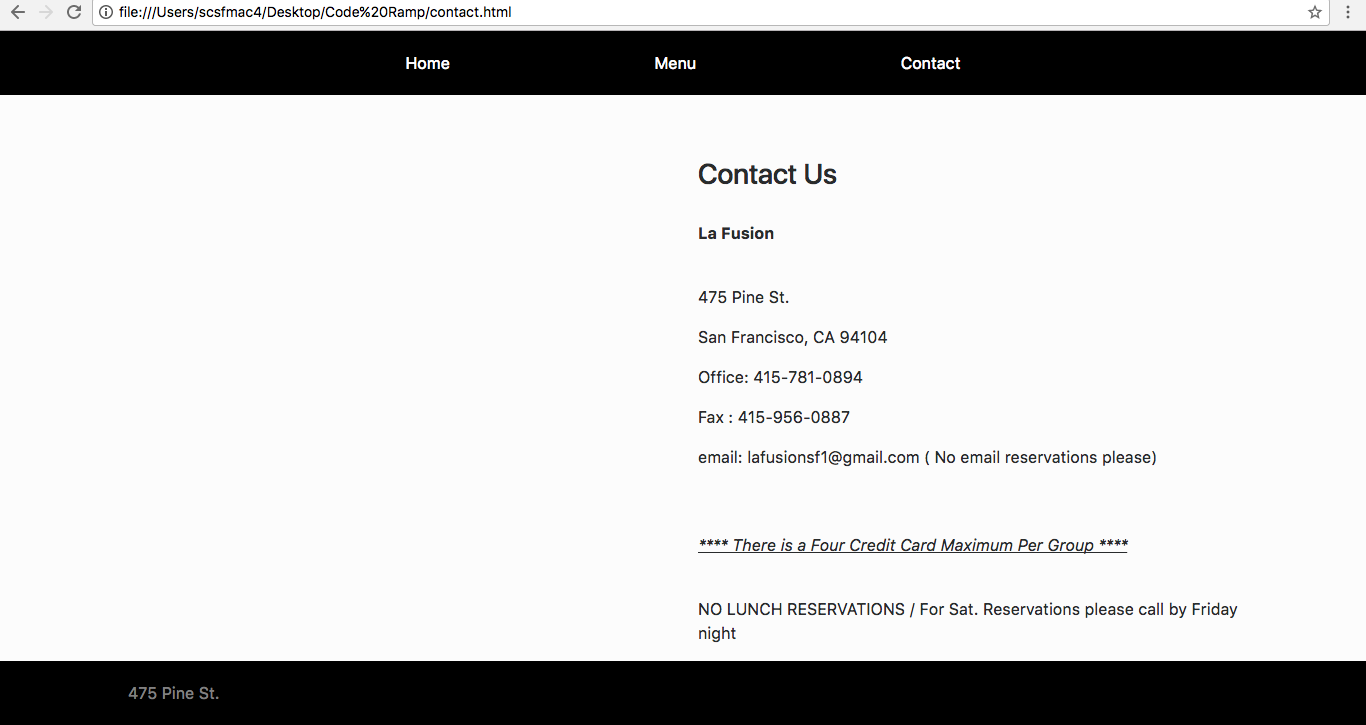 file:///Users/scsfmac4/Desktop/Code%20Ramp/contact.html
Home Menu Contact
Contact Us
La Fusion
475 Pine St.
San Francisco, CA 94104
Office: 415-781-0894
Fax : 415-956-0887
email: lafusionsf1@gmail.com ( No email reservations please)
**** There is a Four Credit Card Maximum Per Group ****
NO LUNCH RESERVATIONS / For Sat. Reservations please call by Friday
night
475 Pine St.